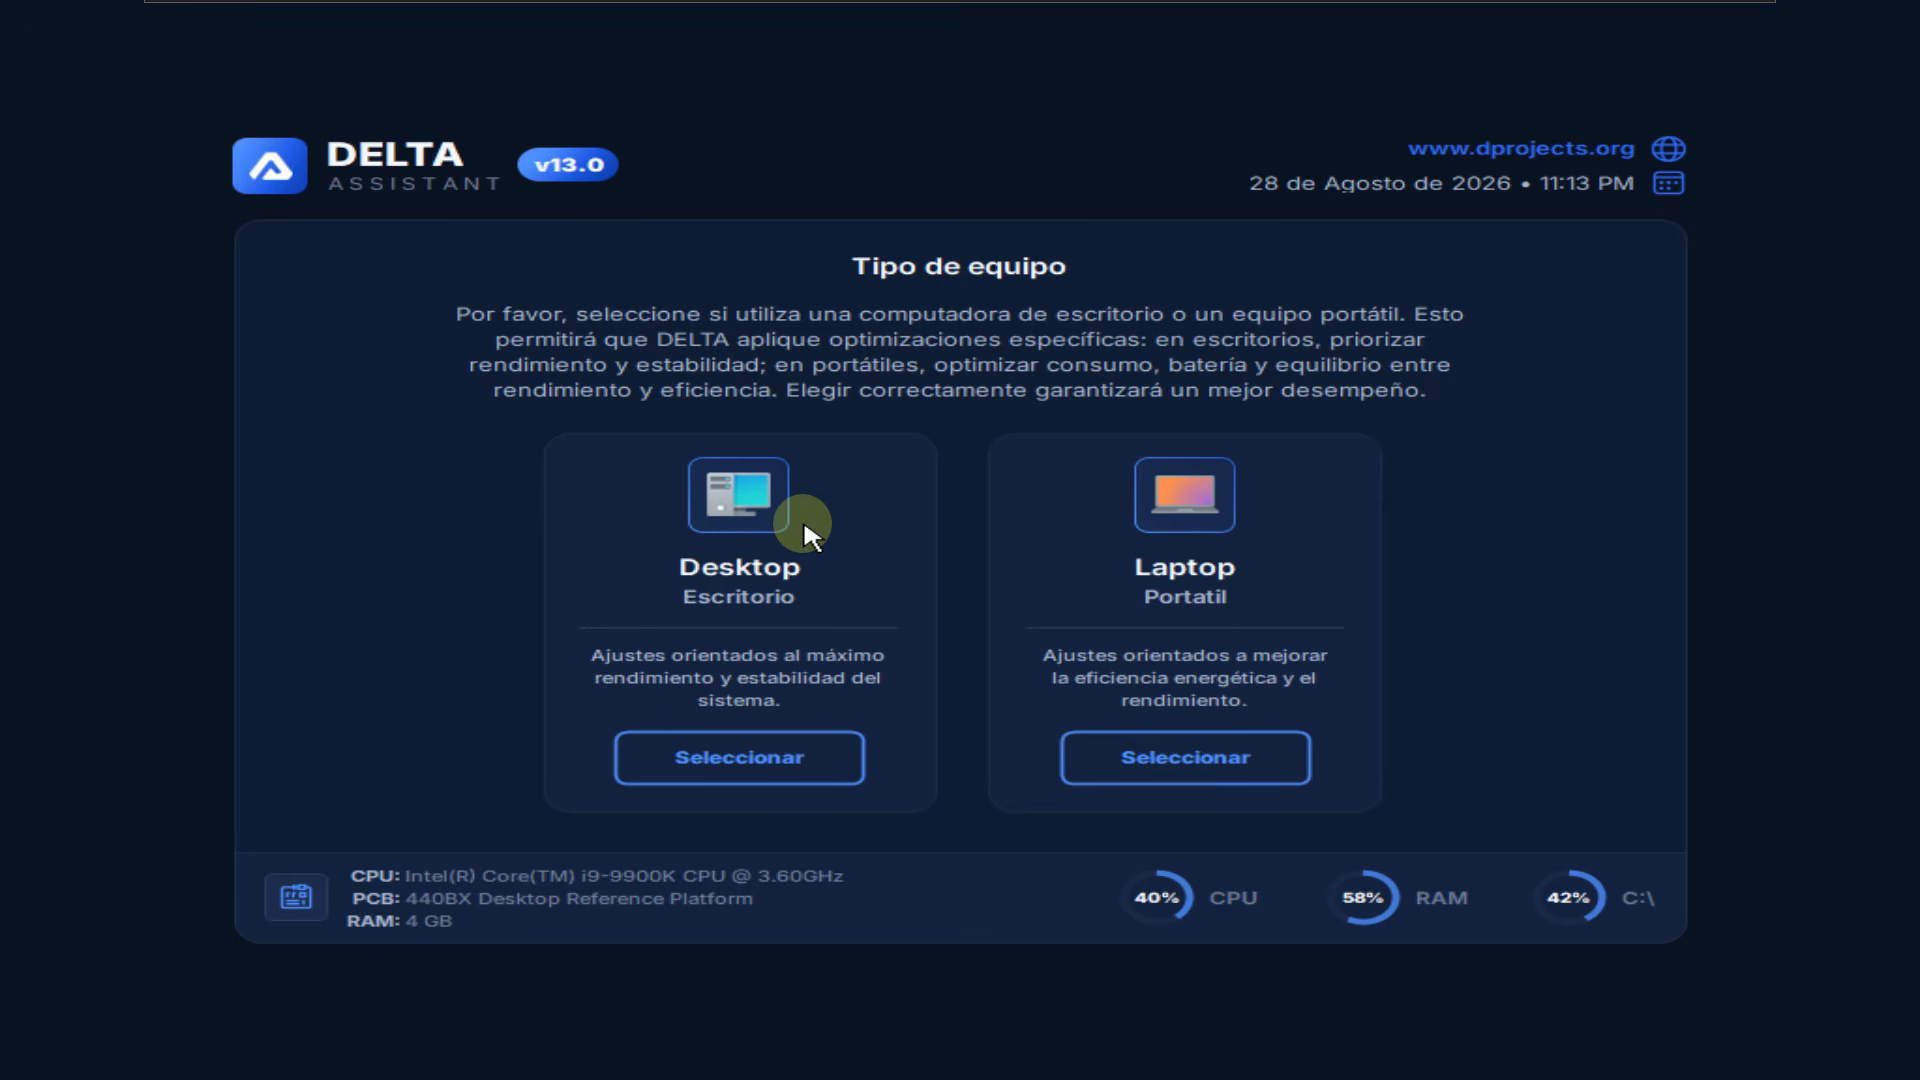 DELTA
ASSISTANT
v13.0
www.dprojects.org
28 de Agosto de 2026 • 11:13 PM
Tipo de equipo
Por favor, seleccione si utiliza una computadora de escritorio o un equipo portátil. Esto
permitirá que DELTA aplique optimizaciones específicas: en escritorios, priorizar
rendimiento y estabilidad; en portátiles, optimizar consumo, batería y equilibrio entre
rendimiento y eficiencia. Elegir correctamente garantizará un mejor desempeño.
Desktop
Escritorio
Ajustes orientados al máximo
rendimiento y estabilidad del
sistema.
Seleccionar
Laptop
Portatil
Ajustes orientados a mejorar
la eficiencia energética y el
rendimiento.
Seleccionar
CPU: Intel(R) Core(TM) i9-9900K CPU @ 3.60GHz
PCB: 440BX Desktop Reference Platform
RAM: 4 GB
40% CPU
58% RAM
42% C:\